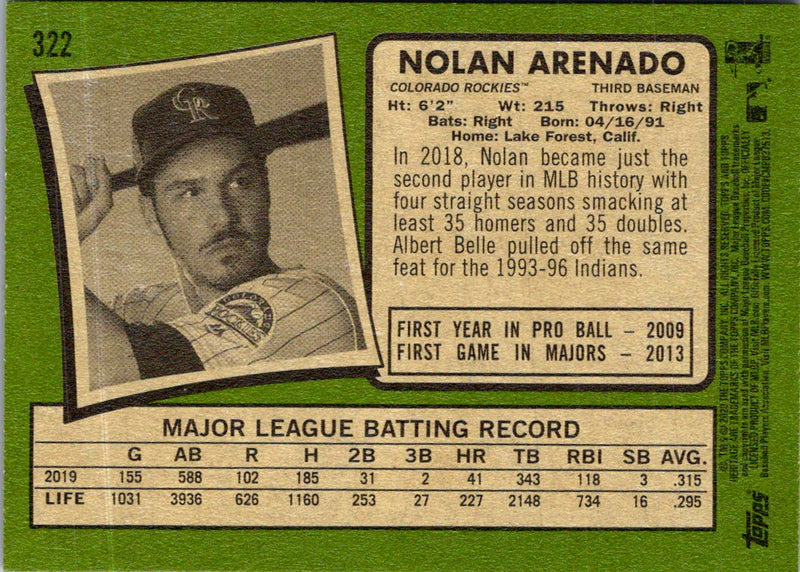 322
CR
COLORADO
ROCKIES
NOLAN ARENADO
COLORADO ROCKIES™ THIRD BASEMAN
Ht: 6'2" Wt: 215 Throws: Right
Bats: Right Born: 04/16/91
Home: Lake Forest, Calif.
In 2018, Nolan became just the
second player in MLB history with
four straight seasons smacking at
least 35 homers and 35 doubles.
Albert Belle pulled off the same
feat for the 1993-96 Indians.
FIRST YEAR IN PRO BALL – 2009
FIRST GAME IN MAJORS – 2013
MAJOR LEAGUE BATTING RECORD
G AB R H 2B 3B HR TB RBI SB AVG.
2019 155 588 102 185 31 2 41 343 118 3 .315
LIFE 1031 3936 626 1160 253 27 227 2148 734 16 .295
Topps